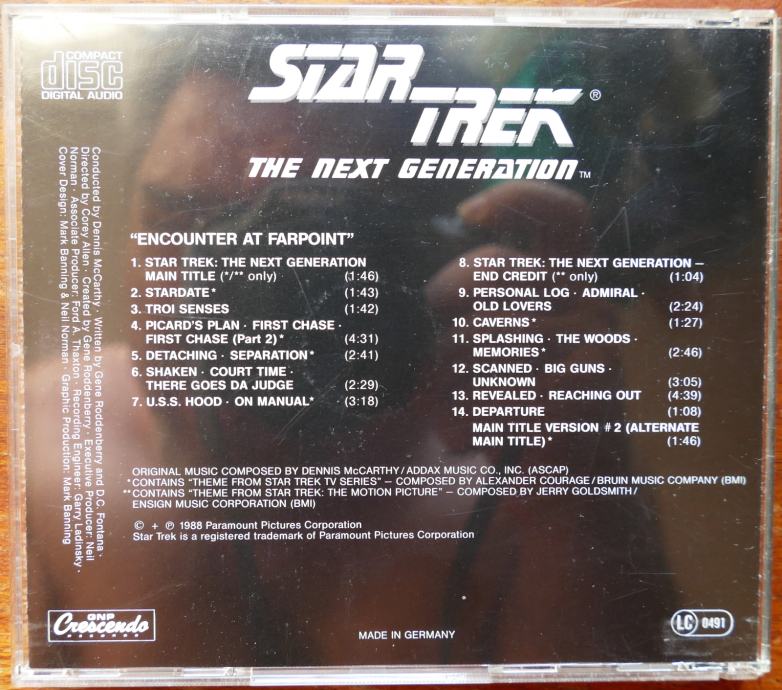 COMPACT
disc
DIGITAL AUDIO
STAR
TREK®
THE NEXT GENERATION™
Conducted by Dennis McCarthy · Written by Gene Roddenberry and D.C. Fontana ·
Directed by Corey Allen · Created by Gene Roddenberry · Executive Producer: Neil
Norman · Associate Producer: Ford A. Thaxton · Recording Engineer: Garry Ladinsky ·
Cover Design: Mark Banning & Neil Norman · Graphic Production: Mark Banning
“ENCOUNTER AT FARPOINT”
1. STAR TREK: THE NEXT GENERATION
MAIN TITLE (*/** only) (1:46)
2. STARDATE* (1:43)
3. TROI SENSES (1:42)
4. PICARD'S PLAN · FIRST CHASE ·
FIRST CHASE (Part 2)* (4:31)
5. DETACHING · SEPARATION* (2:41)
6. SHAKEN · COURT TIME ·
THERE GOES DA JUDGE (2:29)
7. U.S.S. HOOD · ON MANUAL* (3:18)
8. STAR TREK: THE NEXT GENERATION –
END CREDIT (** only) (1:04)
9. PERSONAL LOG · ADMIRAL ·
OLD LOVERS (2:24)
10. CAVERNS* (1:27)
11. SPLASHING · THE WOODS ·
MEMORIES* (2:46)
12. SCANNED · BIG GUNS ·
UNKNOWN (3:05)
13. REVEALED · REACHING OUT (4:39)
14. DEPARTURE (1:08)
MAIN TITLE VERSION #2 (ALTERNATE
MAIN TITLE)* (1:46)
ORIGINAL MUSIC COMPOSED BY DENNIS McCARTHY/ADDAX MUSIC CO., INC. (ASCAP)
*CONTAINS “THEME FROM STAR TREK TV SERIES” – COMPOSED BY ALEXANDER COURAGE/BRUIN MUSIC COMPANY (BMI)
**CONTAINS “THEME FROM STAR TREK: THE MOTION PICTURE” – COMPOSED BY JERRY GOLDSMITH/
ENSIGN MUSIC CORPORATION (BMI)
© + ℗ 1988 Paramount Pictures Corporation
Star Trek is a registered trademark of Paramount Pictures Corporation
GNP
Crescendo
RECORDS
MADE IN GERMANY
LC 0491